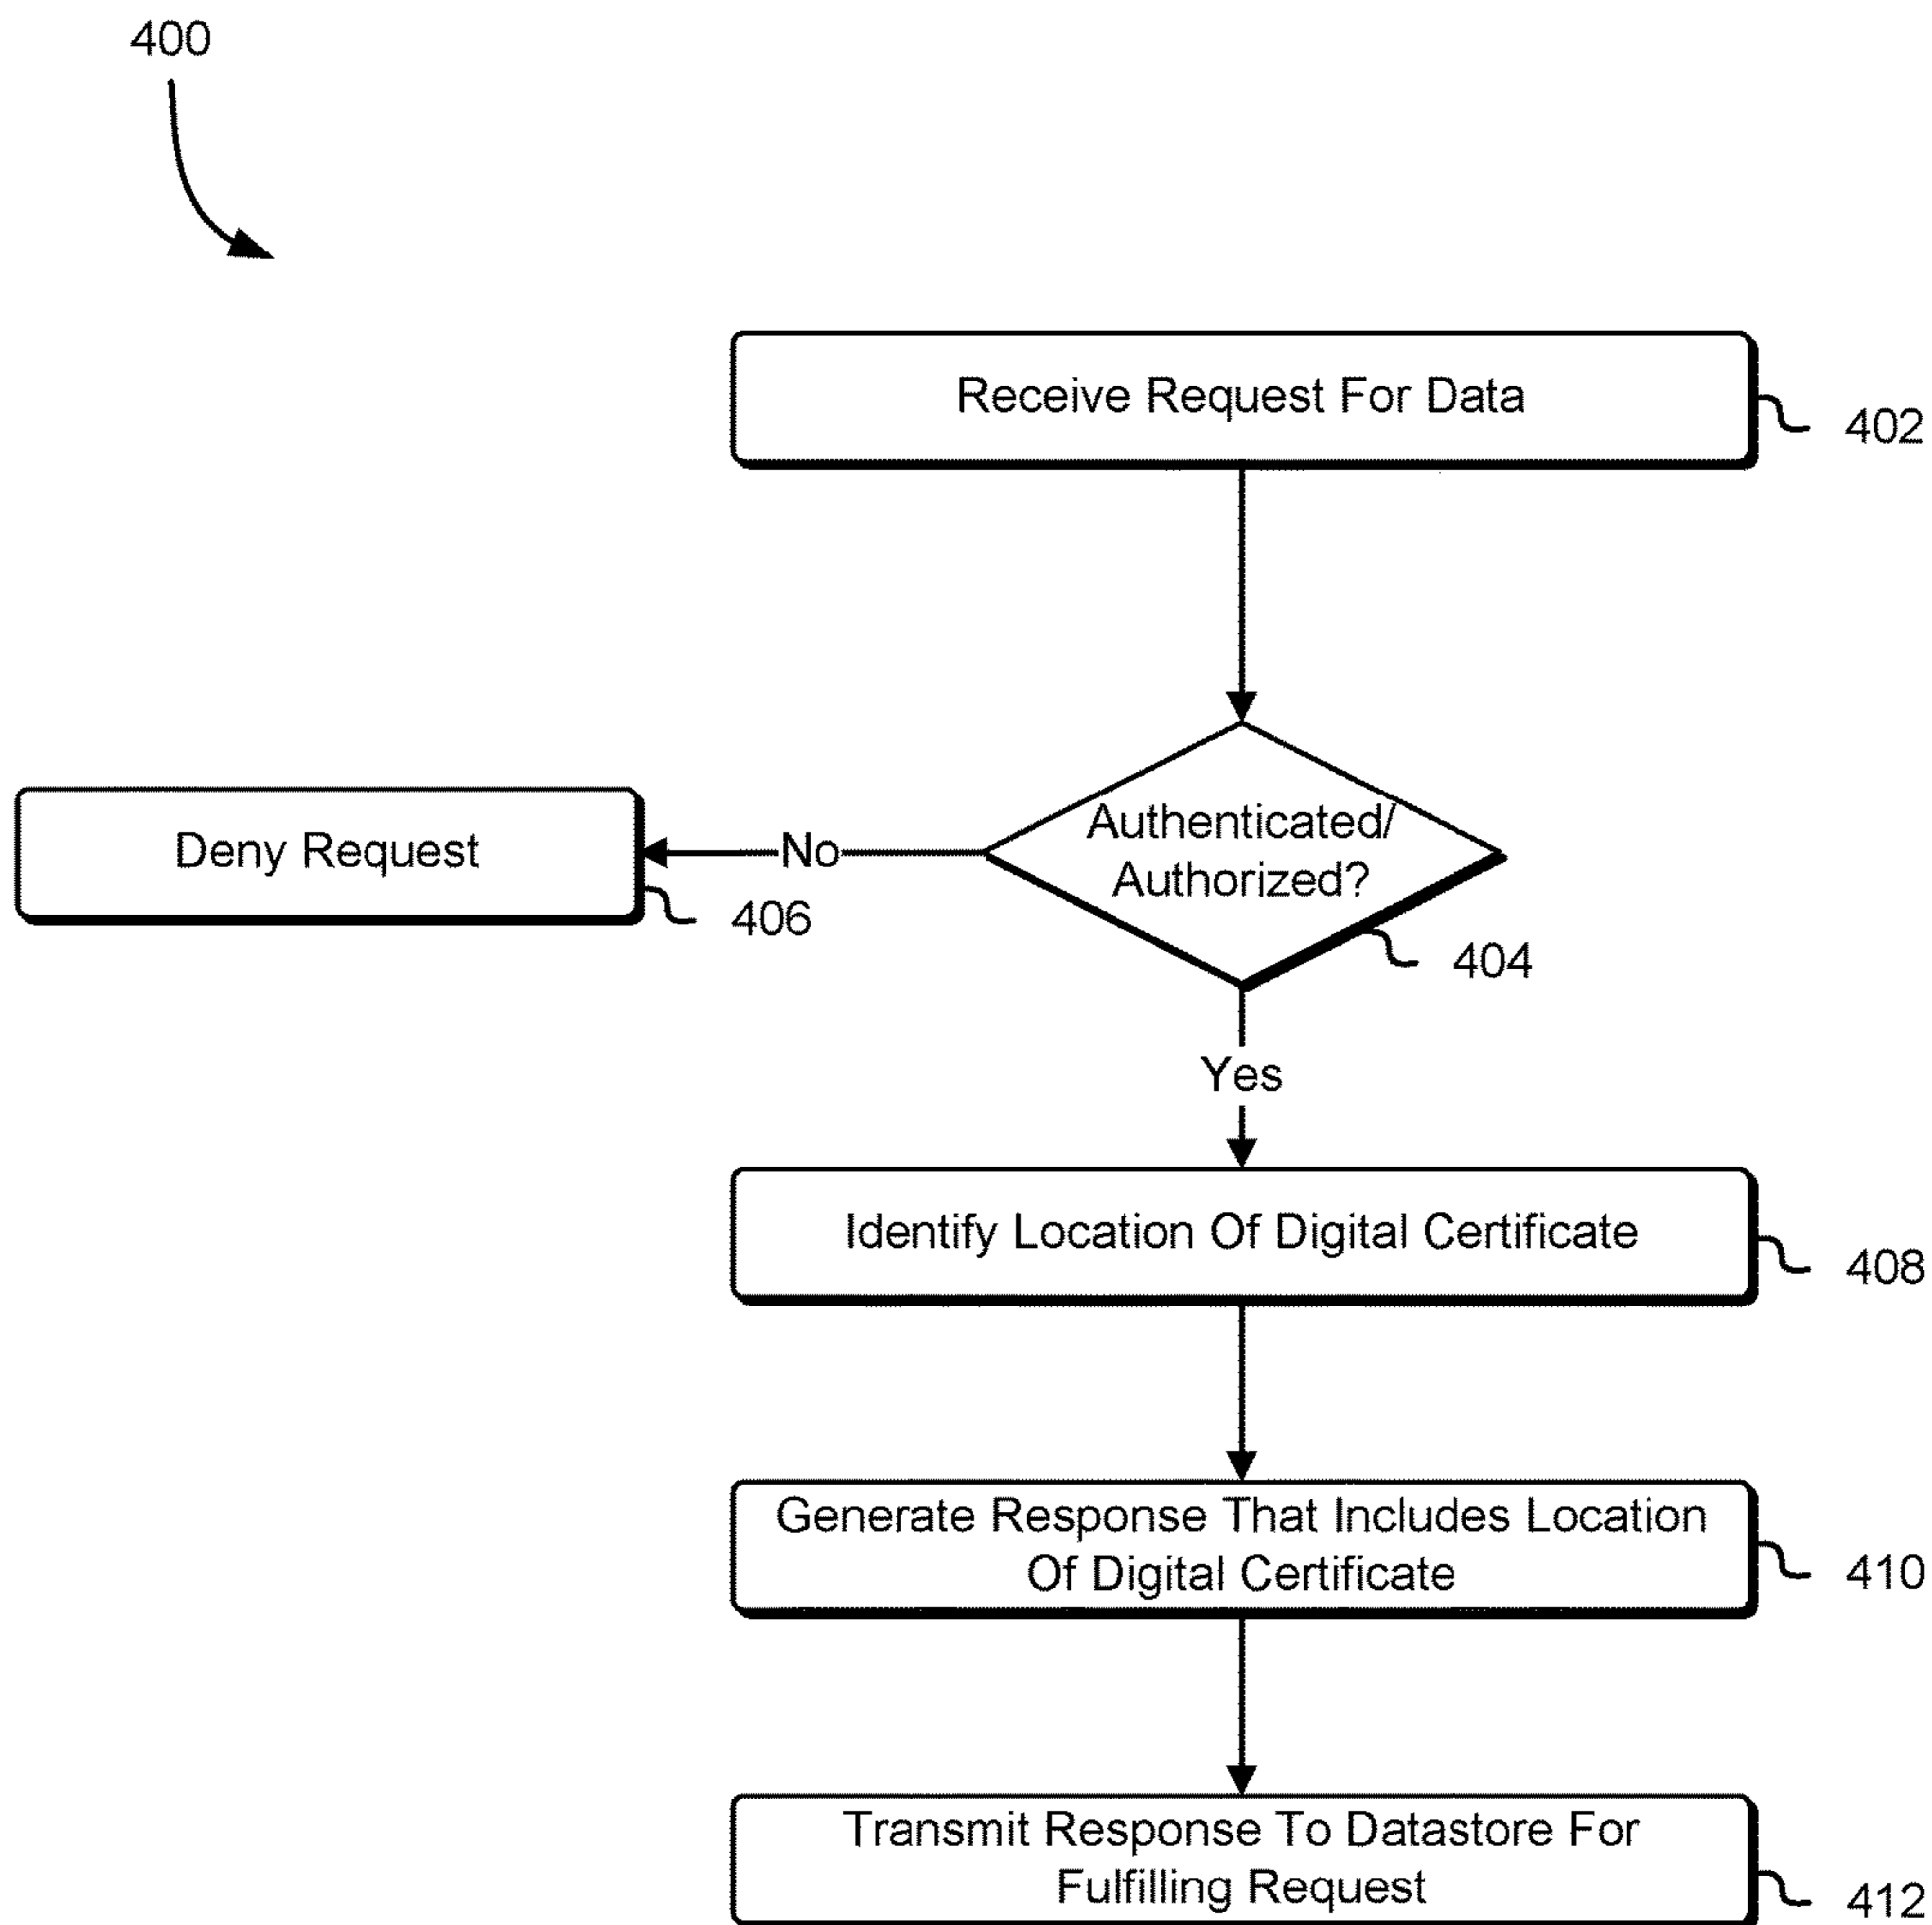 400
Receive Request For Data
402
Authenticated/
Authorized?
404
No
Deny Request
406
Yes
Identify Location Of Digital Certificate
408
Generate Response That Includes Location
Of Digital Certificate
410
Transmit Response To Datastore For
Fulfilling Request
412